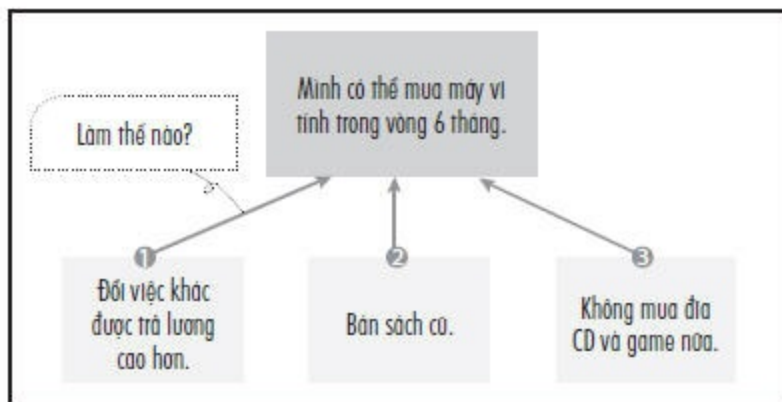 Mình có thể mua máy vi
tính trong vòng 6 tháng.
Làm thế nào?
1
Đổi việc khác
được trả lương
cao hơn.
2
Bán sách cũ.
3
Không mua đĩa
CD và game nữa.